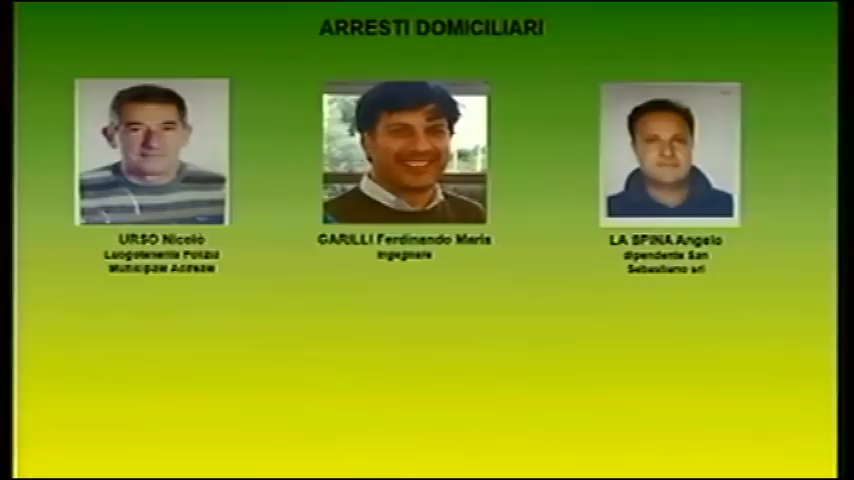 ARRESTI DOMICILIARI
URSO Nicolò
Luogotenente Polizia
Municipale Acireale
GARILLI Ferdinando Maria
Ingegnere
LA SPINA Angelo
dipendente San
Sebastiano srl